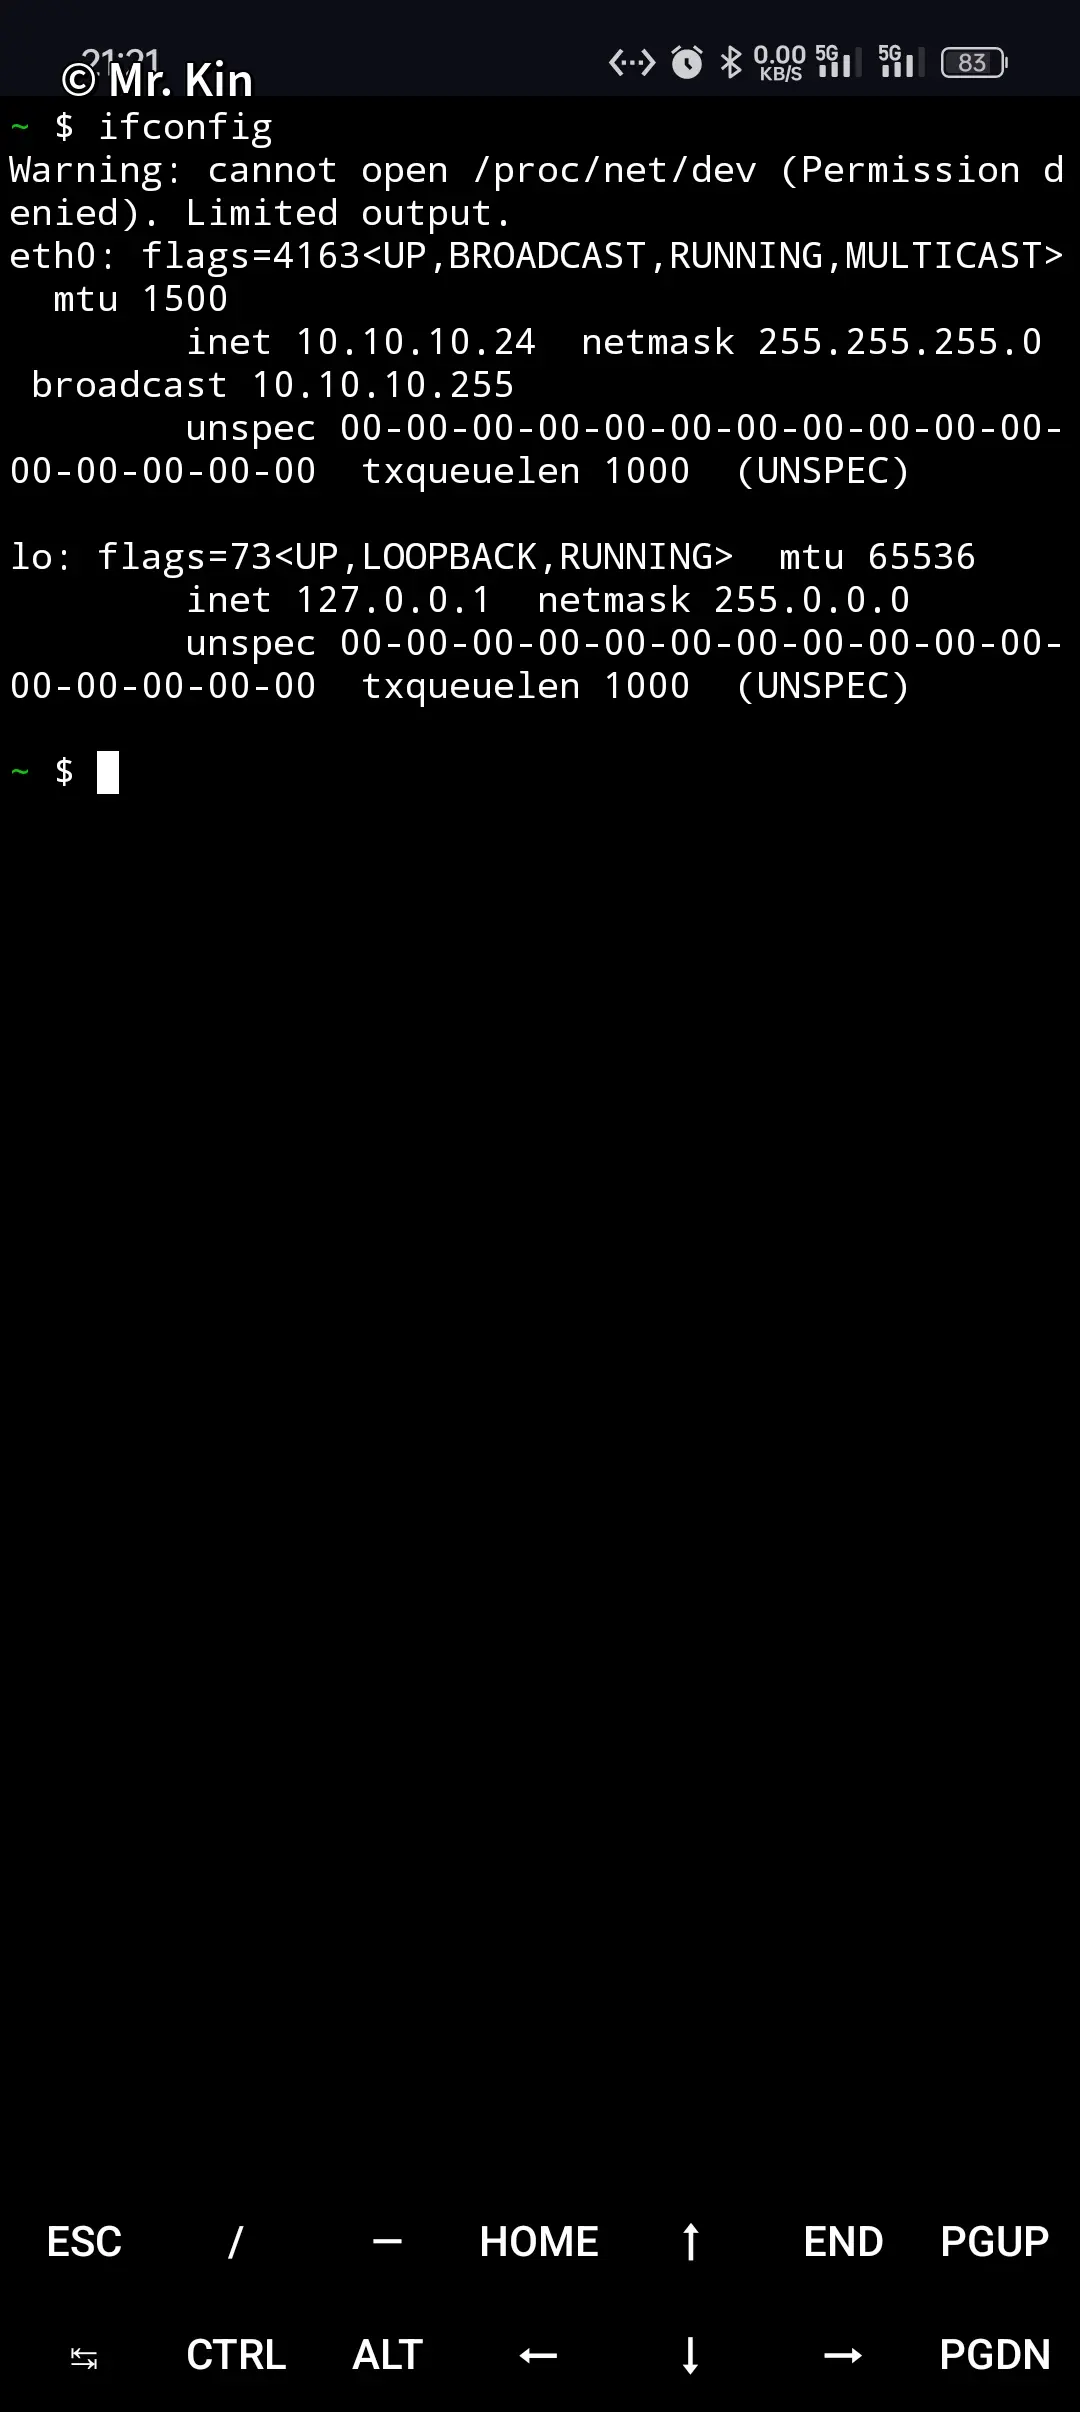 21:21
© Mr. Kin
0.00 KB/S 5G 5G 83
~ $ ifconfig
Warning: cannot open /proc/net/dev (Permission d
enied). Limited output.
eth0: flags=4163<UP,BROADCAST,RUNNING,MULTICAST>
  mtu 1500
        inet 10.10.10.24  netmask 255.255.255.0
 broadcast 10.10.10.255
        unspec 00-00-00-00-00-00-00-00-00-00-00-
00-00-00-00-00  txqueuelen 1000  (UNSPEC)

lo: flags=73<UP,LOOPBACK,RUNNING>  mtu 65536
        inet 127.0.0.1  netmask 255.0.0.0
        unspec 00-00-00-00-00-00-00-00-00-00-00-
00-00-00-00-00  txqueuelen 1000  (UNSPEC)

~ $
ESC / — HOME ↑ END PGUP
↹ CTRL ALT ← ↓ → PGDN